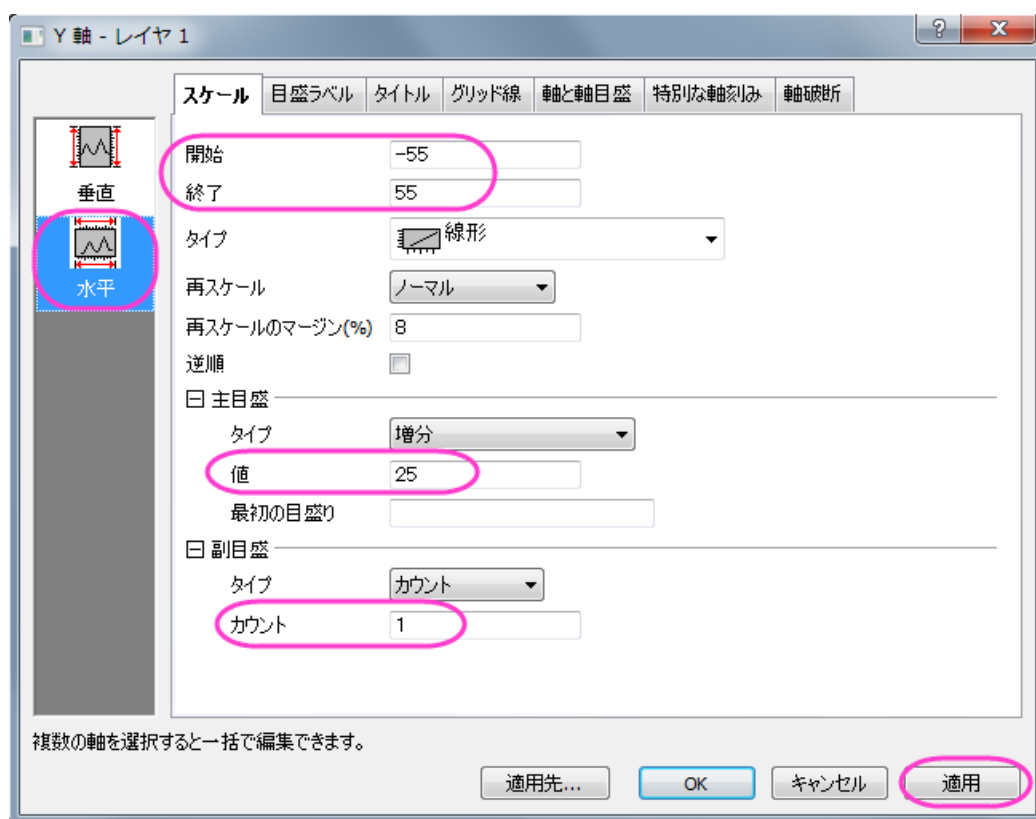 Y 軸 - レイヤ 1
スケール 目盛ラベル タイトル グリッド線 軸と軸目盛 特別な軸刻み 軸破断
垂直
水平
開始 -55
終了 55
タイプ 線形
再スケール ノーマル
再スケールのマージン(%) 8
逆順
主目盛
タイプ 増分
値 25
最初の目盛り
副目盛
タイプ カウント
カウント 1
複数の軸を選択すると一括で編集できます。
適用先... OK キャンセル 適用